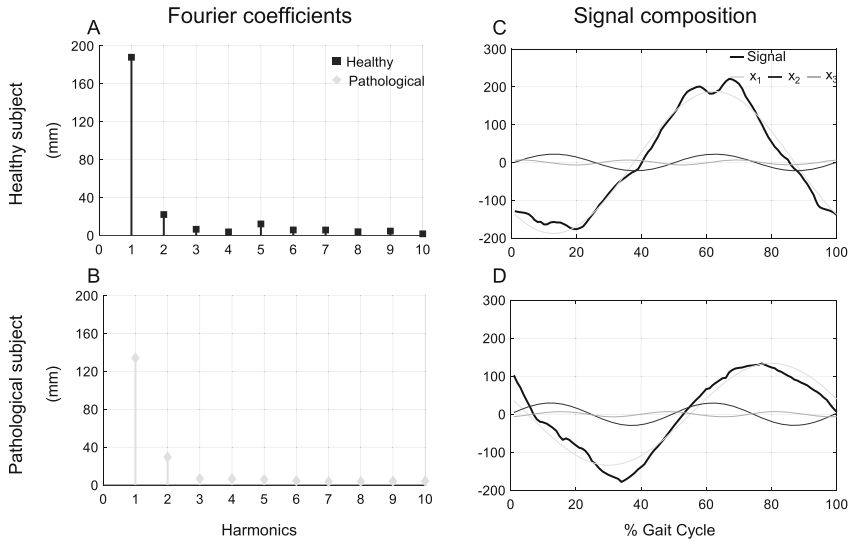 Fourier coefficients
Signal composition
A
C
Healthy subject
(mm)
200
160
120
80
40
0
0 1 2 3 4 5 6 7 8 9 10
Healthy
Pathological
300
200
100
0
-100
-200
0 20 40 60 80 100
Signal
x1 x2 x3
B
D
Pathological subject
(mm)
200
160
120
80
40
0
0 1 2 3 4 5 6 7 8 9 10
Harmonics
300
200
100
0
-100
-200
0 20 40 60 80 100
% Gait Cycle